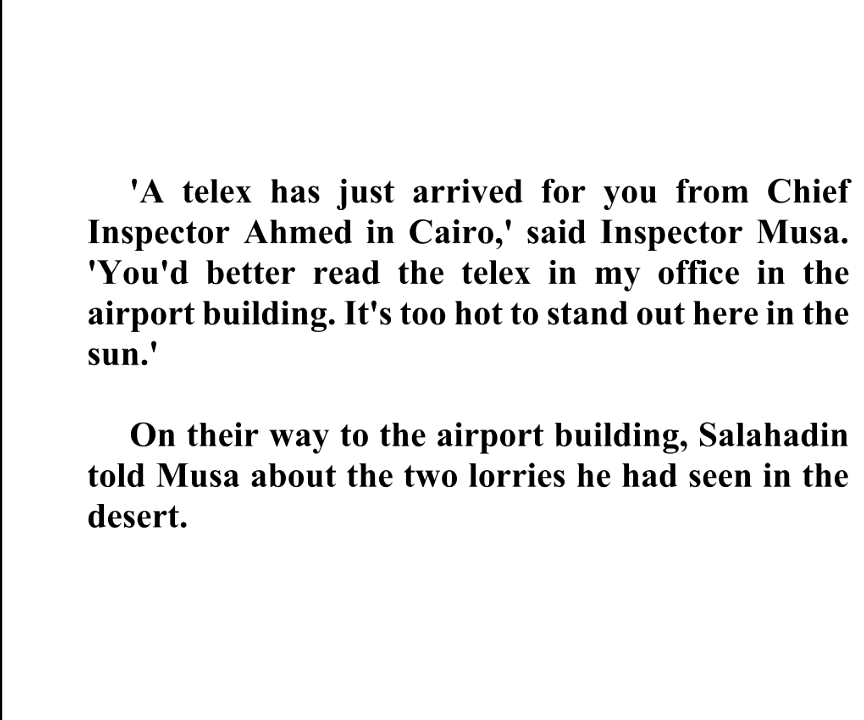 'A telex has just arrived for you from Chief
Inspector Ahmed in Cairo,' said Inspector Musa.
'You'd better read the telex in my office in the
airport building. It's too hot to stand out here in the
sun.'
On their way to the airport building, Salahadin
told Musa about the two lorries he had seen in the
desert.